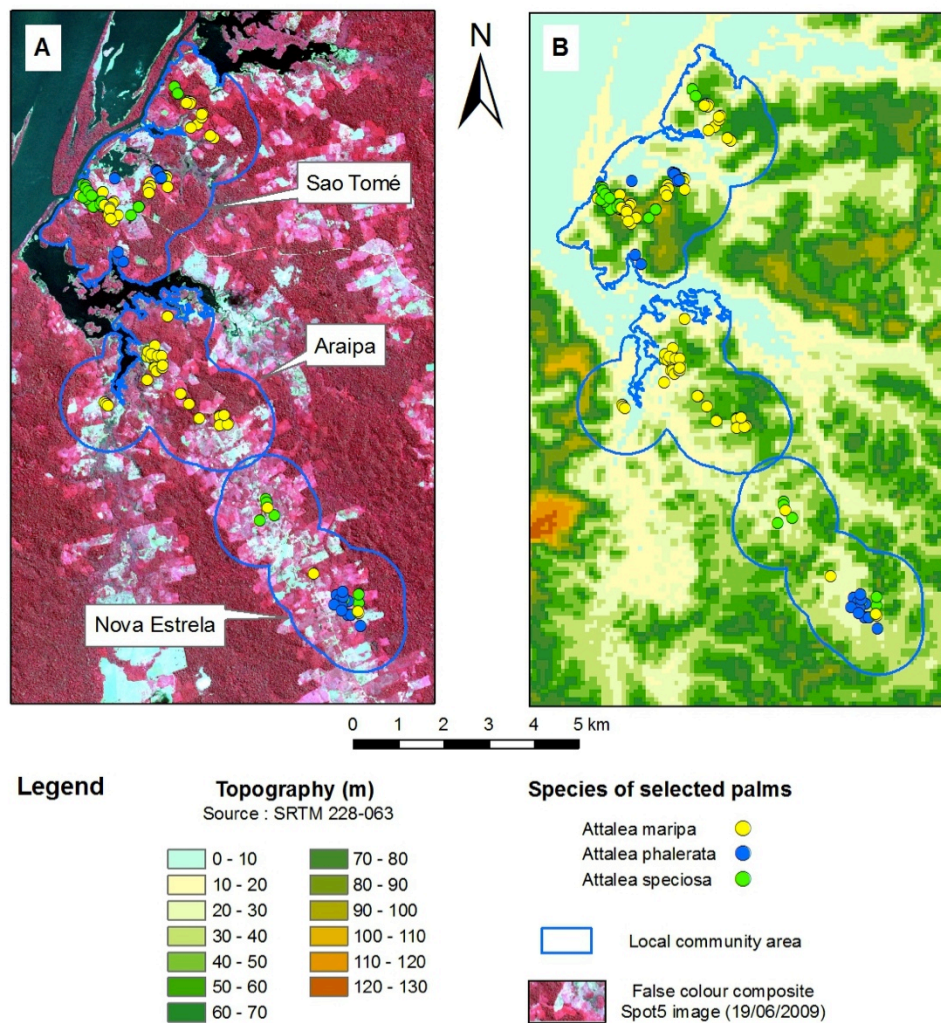 A
B
N
Sao Tomé
Araipa
Nova Estrela
0 1 2 3 4 5 km
Legend
Topography (m)
Source : SRTM 228-063
0 - 10
10 - 20
20 - 30
30 - 40
40 - 50
50 - 60
60 - 70
70 - 80
80 - 90
90 - 100
100 - 110
110 - 120
120 - 130
Species of selected palms
Attalea maripa
Attalea phalerata
Attalea speciosa
Local community area
False colour composite
Spot5 image (19/06/2009)